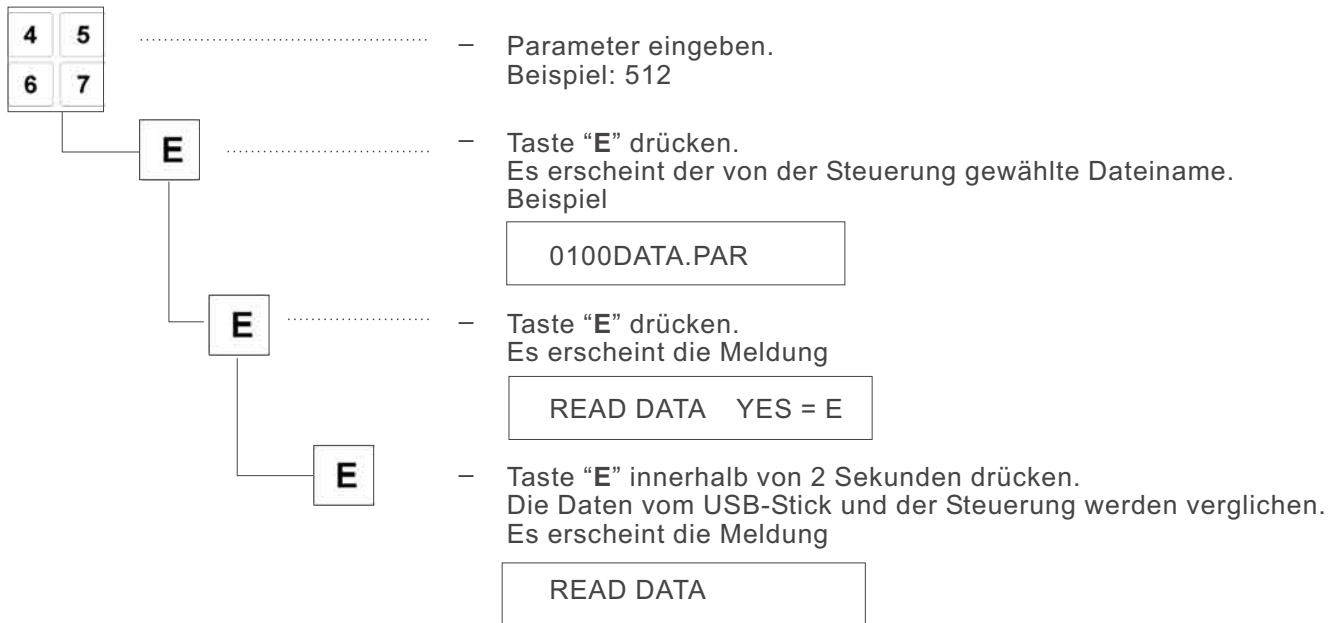 4 5
6 7
– Parameter eingeben.
Beispiel: 512
E
– Taste “E” drücken.
Es erscheint der von der Steuerung gewählte Dateiname.
Beispiel
0100DATA.PAR
E
– Taste “E” drücken.
Es erscheint die Meldung
READ DATA YES = E
E
– Taste “E” innerhalb von 2 Sekunden drücken.
Die Daten vom USB-Stick und der Steuerung werden verglichen.
Es erscheint die Meldung
READ DATA